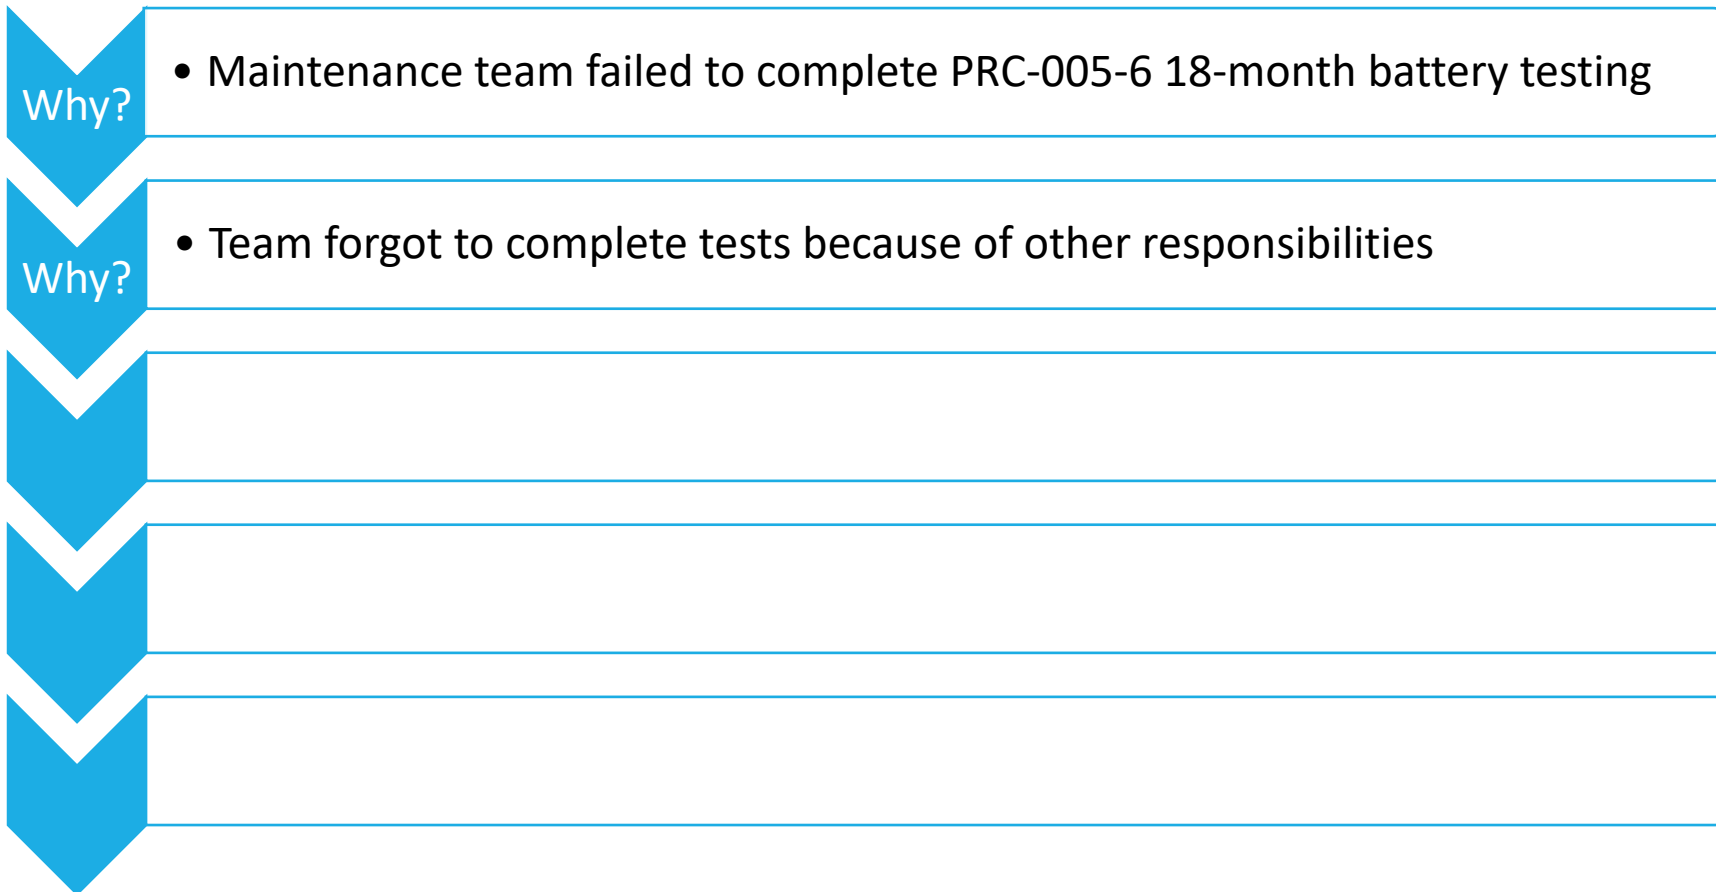 Why?
• Maintenance team failed to complete PRC-005-6 18-month battery testing
Why?
• Team forgot to complete tests because of other responsibilities